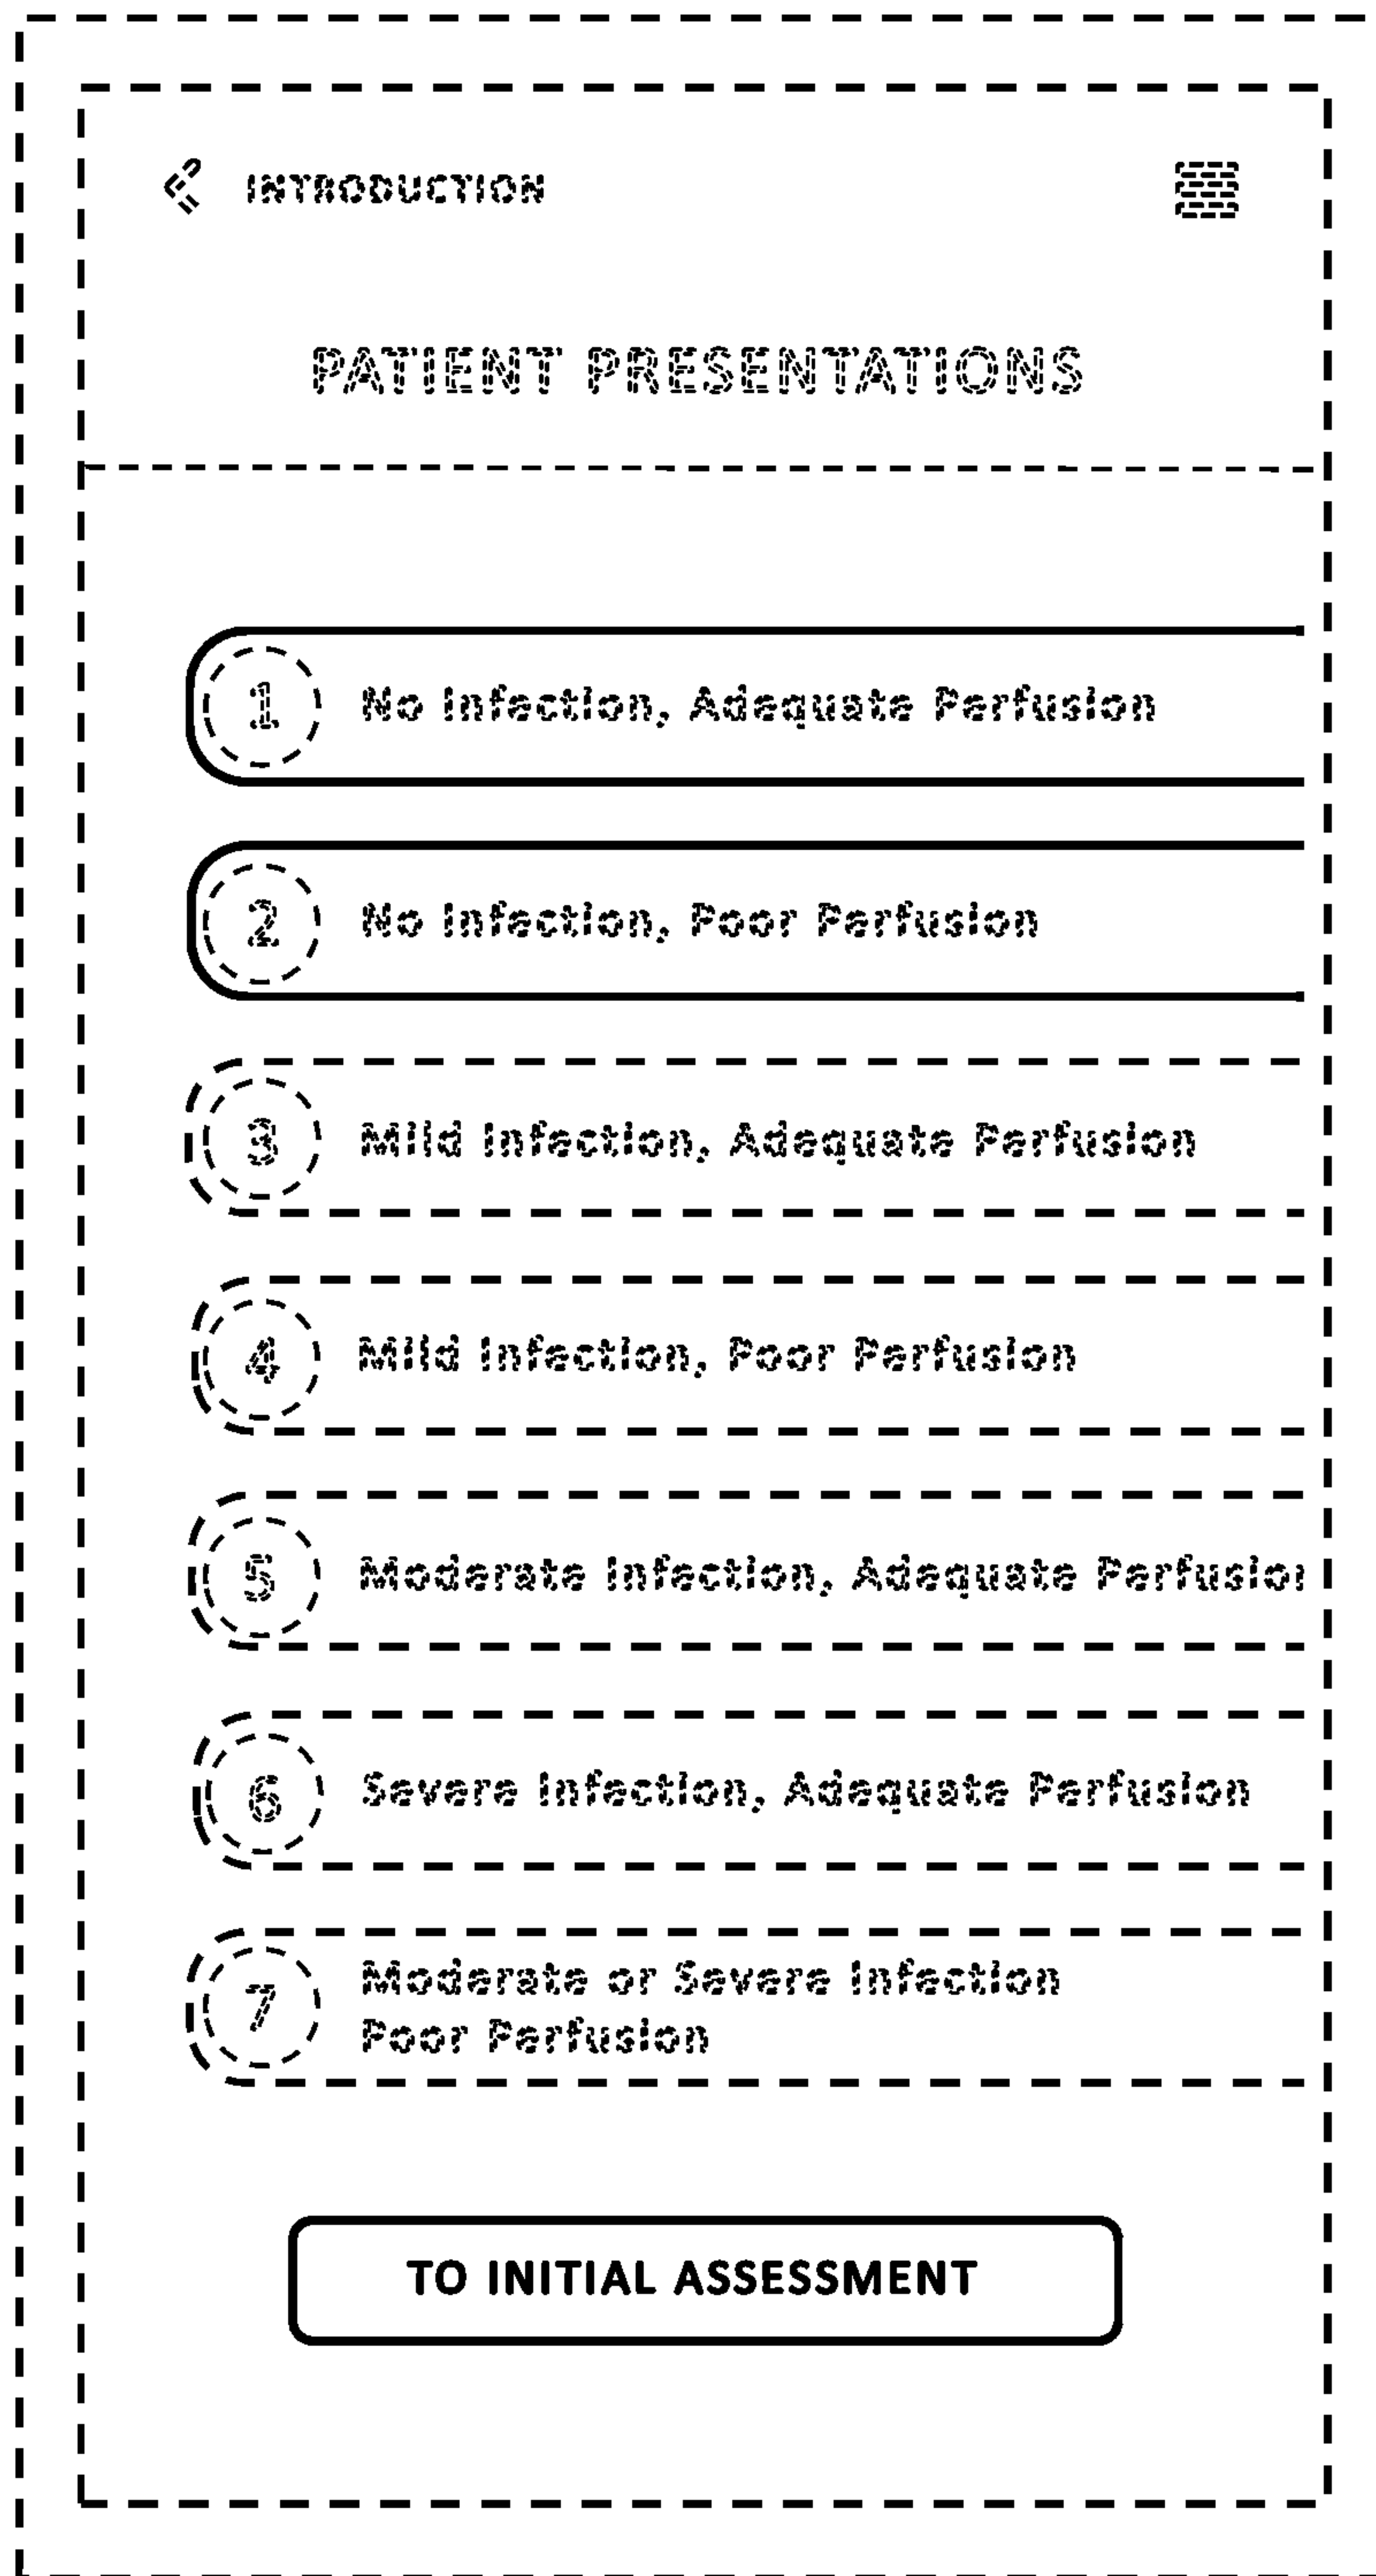 INTRODUCTION
PATIENT PRESENTATIONS
1 No Infection, Adequate Perfusion
2 No Infection, Poor Perfusion
3 Mild Infection, Adequate Perfusion
4 Mild Infection, Poor Perfusion
5 Moderate Infection, Adequate Perfusion
6 Severe Infection, Adequate Perfusion
7 Moderate or Severe Infection
Poor Perfusion
TO INITIAL ASSESSMENT